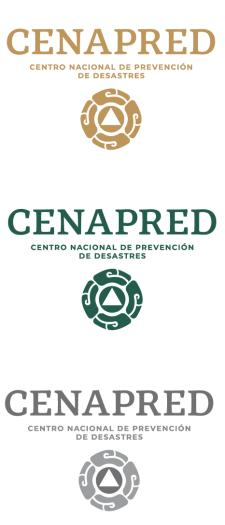 CENAPRED
CENTRO NACIONAL DE PREVENCIÓN
DE DESASTRES
CENAPRED
CENTRO NACIONAL DE PREVENCIÓN
DE DESASTRES
CENAPRED
CENTRO NACIONAL DE PREVENCIÓN
DE DESASTRES